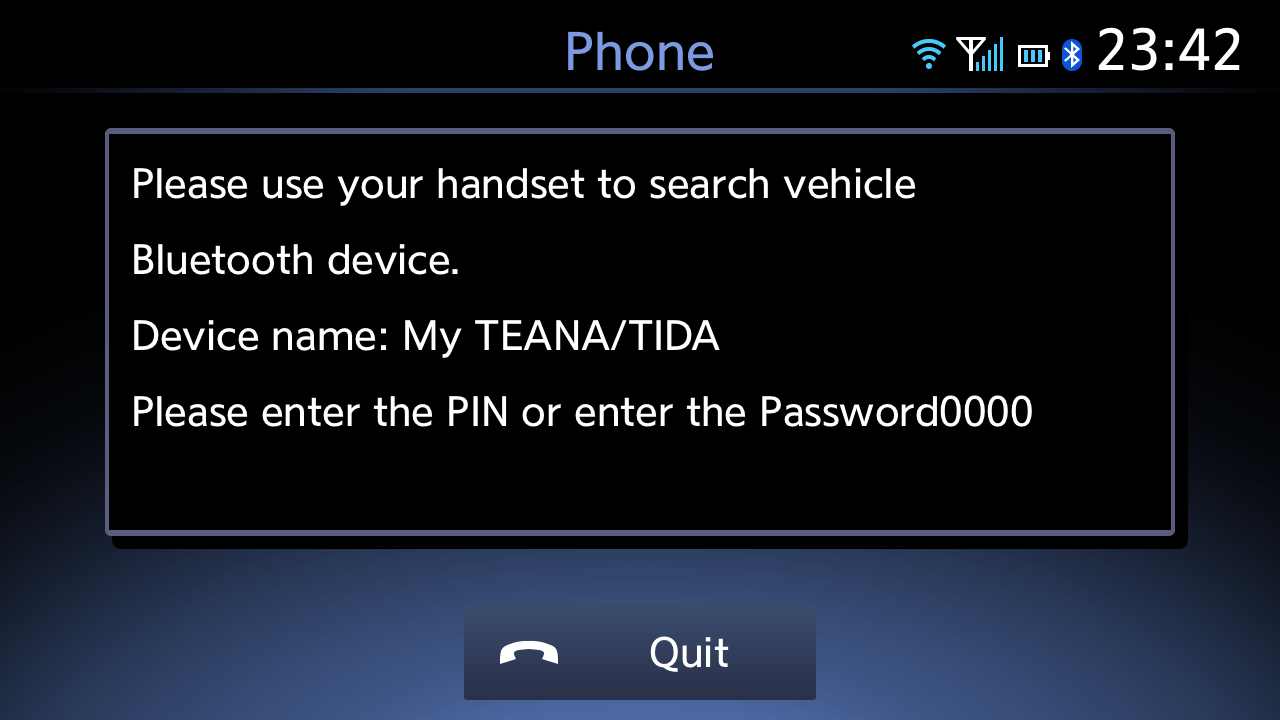 Phone
23:42
Please use your handset to search vehicle
Bluetooth device.
Device name: My TEANA/TIDA
Please enter the PIN or enter the Password0000
Quit